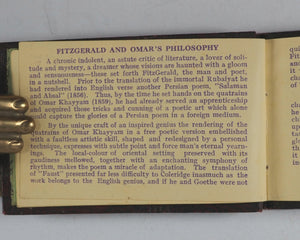 FITZGERALD AND OMAR'S PHILOSOPHY
A chronic indolent, an astute critic of literature, a lover of soli-
tude and mystery, a dreamer whose visions are haunted with a gloom
and sensuousness—these set forth FitzGerald, the man and poet,
in a nutshell. Prior to the translation of the immortal Rubaiyat he
had rendered into English verse another Persian poem, "Salaman
and Absal" (1856). Thus, by the time he set hands on the quatrains
of Omar Khayyam (1859), he had already served an apprenticeship
and acquired those tricks and cunning of a poetic art which alone
could capture the glories of a Persian poem in a foreign medium.
By the unique craft of an inspired genius the rendering of the
Omar Khayyam quatrains in a free poetic version embellished
with a faultless artistic skill, shaped and redesigned by a personal
technique, expresses with subtle point and force man's eternal yearn-
ings. The local-colour of oriental setting preserved with its
gaudiness mellowed, together with an enchanting symphony of
rhythm, makes the poem a miracle of adaptation. The translation
of "Faust" presented far less difficulty to Coleridge inasmuch as the
work belongs to the English genius, and if he and Goethe were not